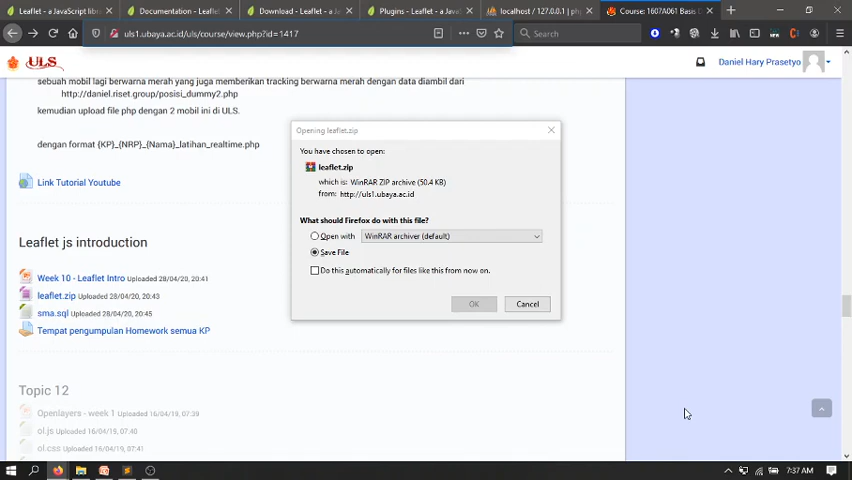 Leaflet - a JavaScript libra
Documentation - Leaflet
Download - Leaflet - a Jav
Plugins - Leaflet - a JavaSc
localhost / 127.0.0.1 | php
Course: 1607A061 Basis D
uls1.ubaya.ac.id/uls/course/view.php?id=1417
Search
ULS
Daniel Hary Prasetyo
sebuah mobil lagi berwarna merah yang juga memberikan tracking berwarna merah dengan data diambil dari
http://daniel.riset.group/posisi_dummy2.php
kemudian upload file php dengan 2 mobil ini di ULS.
dengan format {KP}_{NRP}_{Nama}_latihan_realtime.php
Link Tutorial Youtube
Leaflet js introduction
Week 10 - Leaflet Intro Uploaded 28/04/20, 20:41
leaflet.zip Uploaded 28/04/20, 20:43
sma.sql Uploaded 28/04/20, 20:45
Tempat pengumpulan Homework semua KP
Topic 12
Openlayers - week 1 Uploaded 16/04/19, 07:39
ol.js Uploaded 16/04/19, 07:40
ol.css Uploaded 16/04/19, 07:41
Opening leaflet.zip
You have chosen to open:
leaflet.zip
which is: WinRAR ZIP archive (50.4 KB)
from: http://uls1.ubaya.ac.id
What should Firefox do with this file?
Open with WinRAR archiver (default)
Save File
Do this automatically for files like this from now on.
OK Cancel
7:37 AM